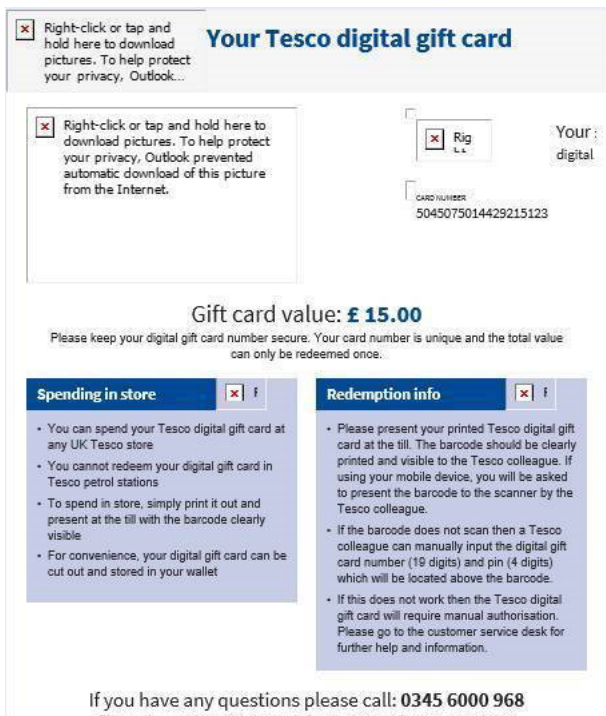 Right-click or tap and
hold here to download
pictures. To help protect
your privacy, Outlook...
Your Tesco digital gift card
Right-click or tap and hold here to
download pictures. To help protect
your privacy, Outlook prevented
automatic download of this picture
from the Internet.
Rig
Your
digital
CARD NUMBER
5045075014429215123
Gift card value: £ 15.00
Please keep your digital gift card number secure. Your card number is unique and the total value
can only be redeemed once.
Spending in store
• You can spend your Tesco digital gift card at
any UK Tesco store
• You cannot redeem your digital gift card in
Tesco petrol stations
• To spend in store, simply print it out and
present at the till with the barcode clearly
visible
• For convenience, your digital gift card can be
cut out and stored in your wallet
Redemption info
• Please present your printed Tesco digital gift
card at the till. The barcode should be clearly
printed and visible to the Tesco colleague. If
using your mobile device, you will be asked
to present the barcode to the scanner by the
Tesco colleague.
• If the barcode does not scan then a Tesco
colleague can manually input the digital gift
card number (19 digits) and pin (4 digits)
which will be located above the barcode.
• If this does not work then the Tesco digital
gift card will require manual authorisation.
Please go to the customer service desk for
further help and information.
If you have any questions please call: 0345 6000 968